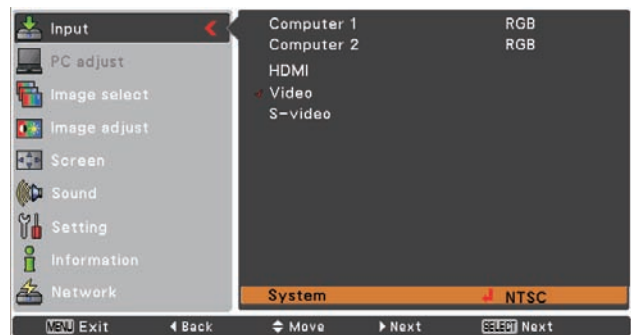 Input
PC adjust
Image select
Image adjust
Screen
Sound
Setting
Information
Network
Computer 1 RGB
Computer 2 RGB
HDMI
Video
S-video
System NTSC
MENU Exit Back Move Next SELECT Next